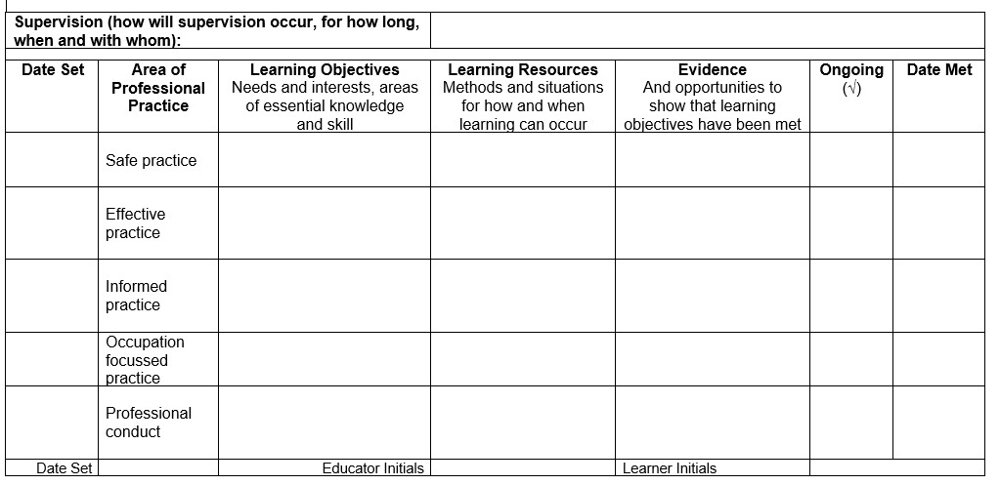 Supervision (how will supervision occur, for how long,
when and with whom):
Date Set
Area of
Professional
Practice
Learning Objectives
Needs and interests, areas
of essential knowledge
and skill
Learning Resources
Methods and situations
for how and when
learning can occur
Evidence
And opportunities to
show that learning
objectives have been met
Ongoing
(√)
Date Met
Safe practice
Effective
practice
Informed
practice
Occupation
focussed
practice
Professional
conduct
Date Set
Educator Initials
Learner Initials